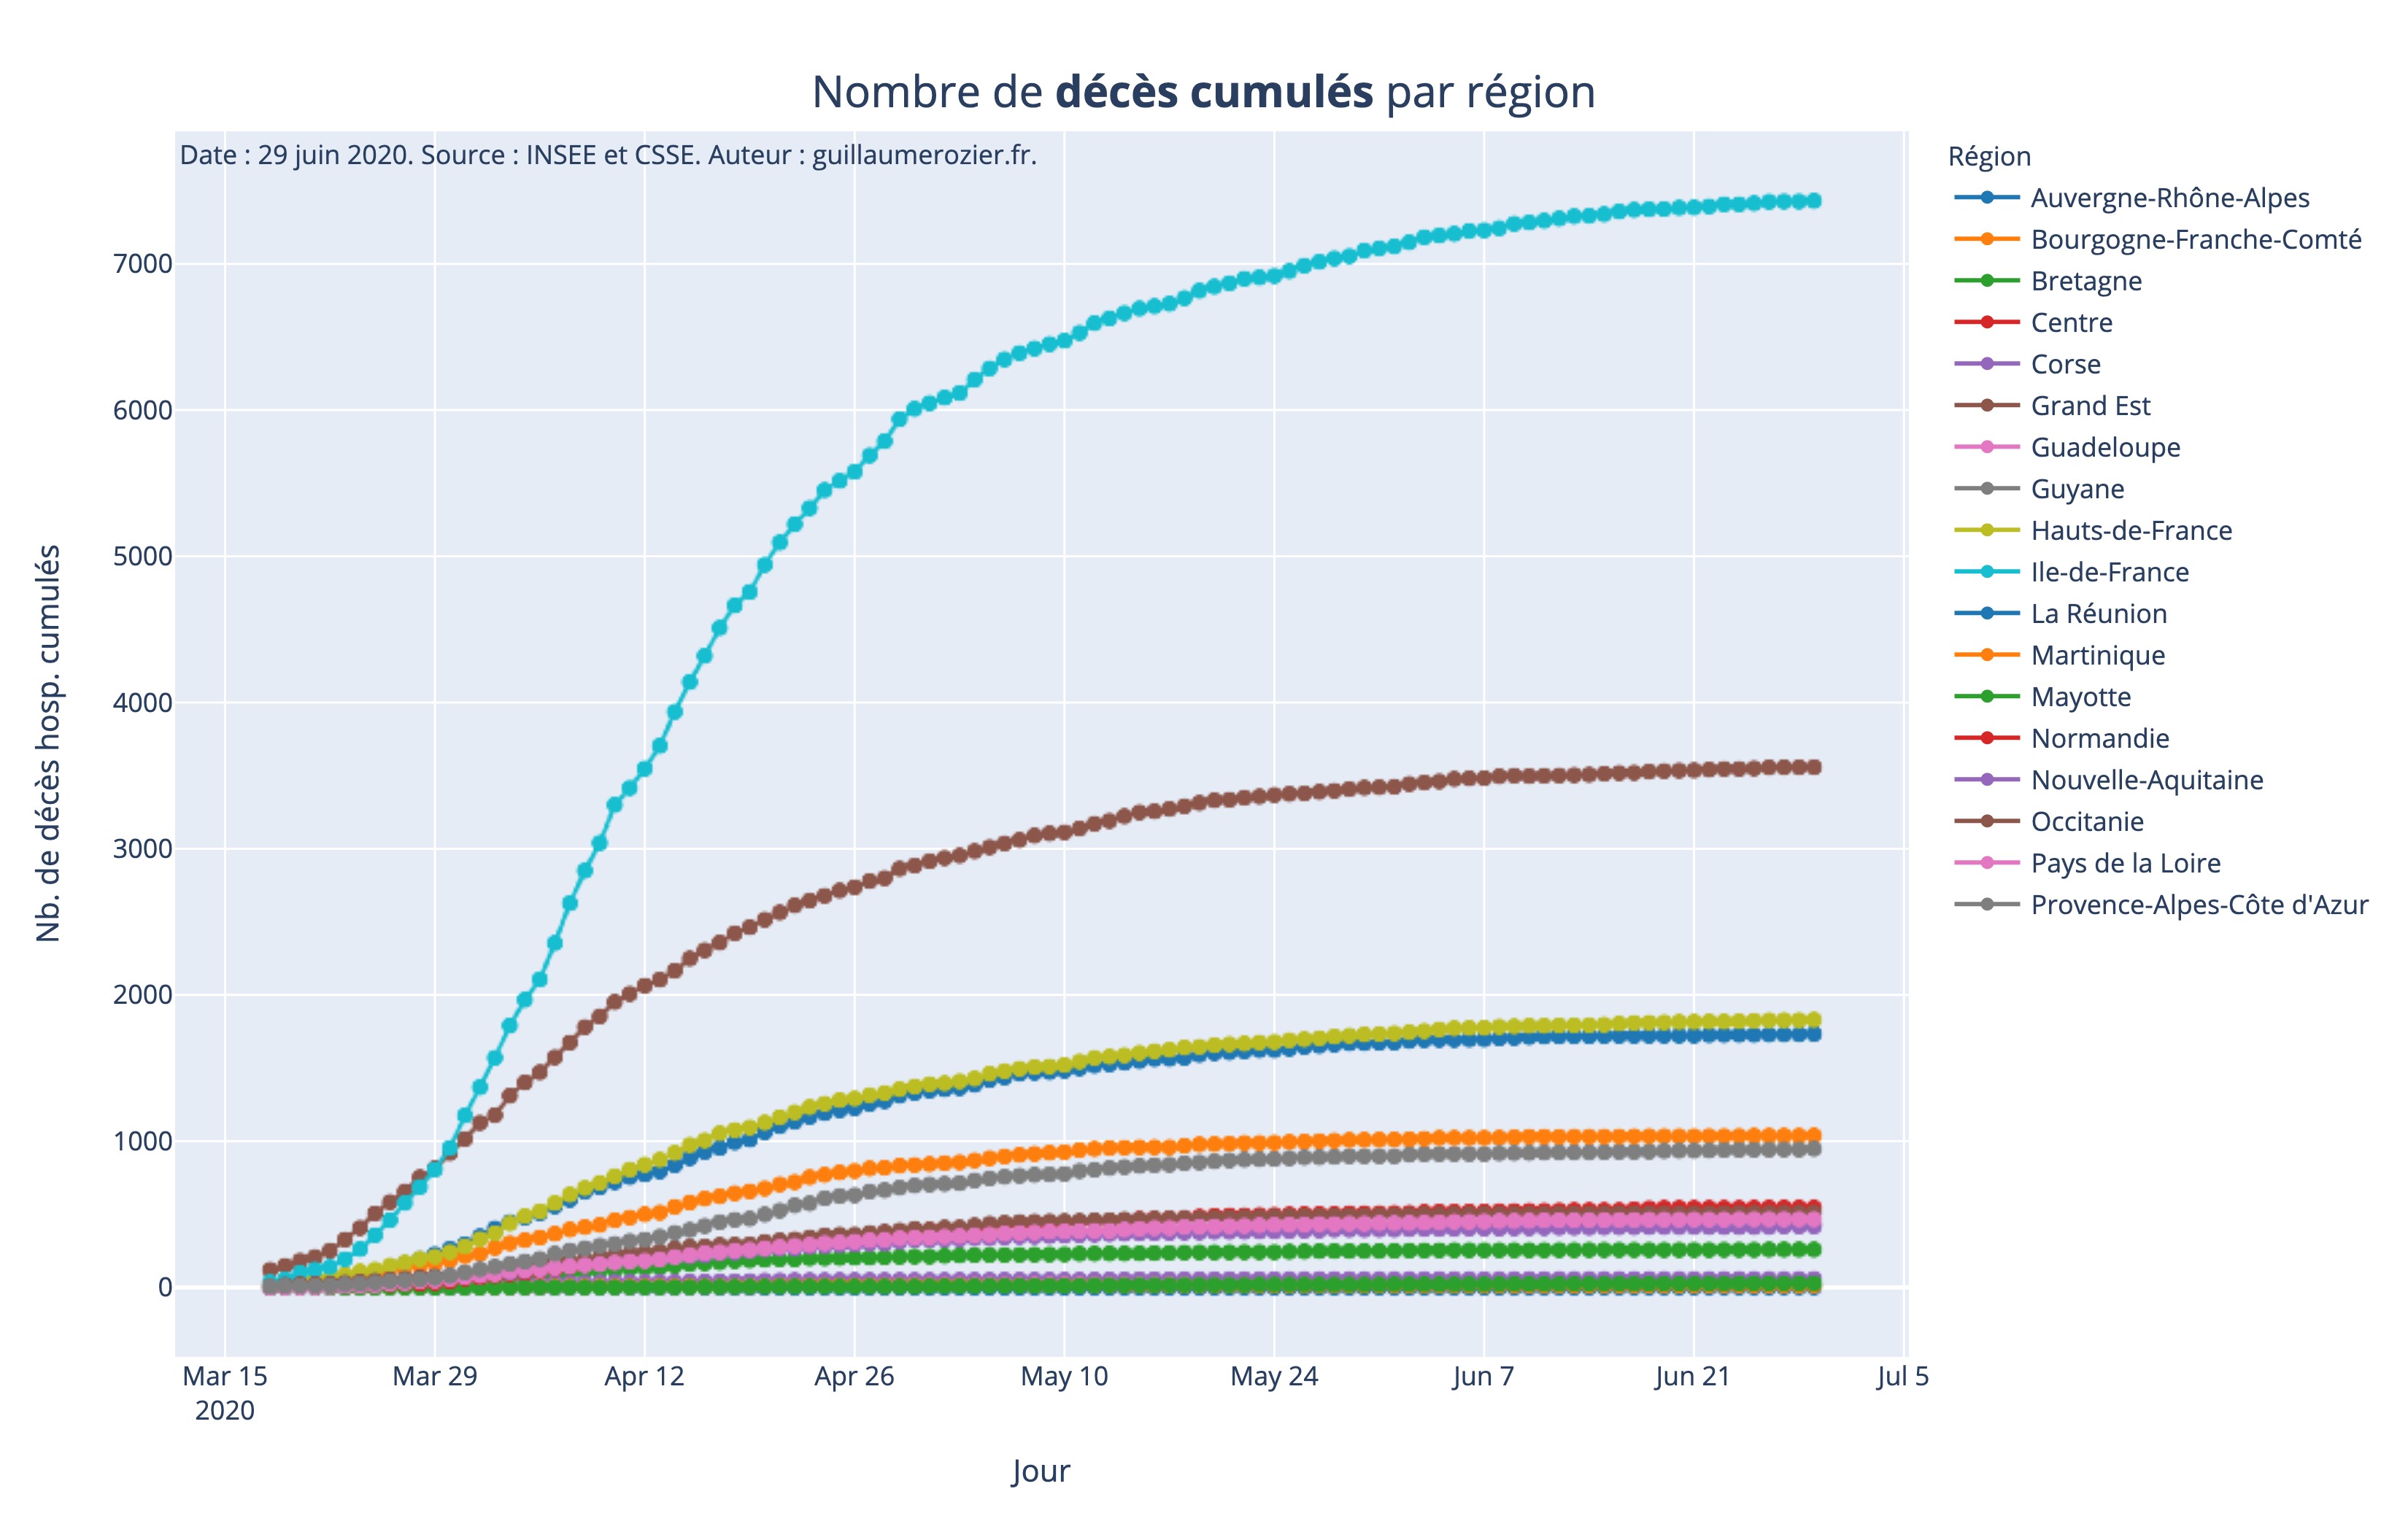 Nombre de décès cumulés par région
Date : 29 juin 2020. Source : INSEE et CSSE. Auteur : guillaumerozier.fr.
Nb. de décès hosp. cumulés
7000
6000
5000
4000
3000
2000
1000
0
Mar 15 Mar 29 Apr 12 Apr 26 May 10 May 24 Jun 7 Jun 21 Jul 5
2020
Jour
Région
Auvergne-Rhône-Alpes
Bourgogne-Franche-Comté
Bretagne
Centre
Corse
Grand Est
Guadeloupe
Guyane
Hauts-de-France
Ile-de-France
La Réunion
Martinique
Mayotte
Normandie
Nouvelle-Aquitaine
Occitanie
Pays de la Loire
Provence-Alpes-Côte d'Azur